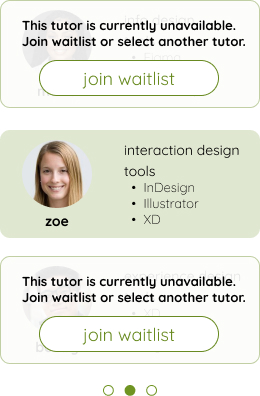 This tutor is currently unavailable.
Join waitlist or select another tutor.
join waitlist
interaction design
tools
• InDesign
• Illustrator
• XD
zoe
This tutor is currently unavailable.
Join waitlist or select another tutor.
• XD
join waitlist